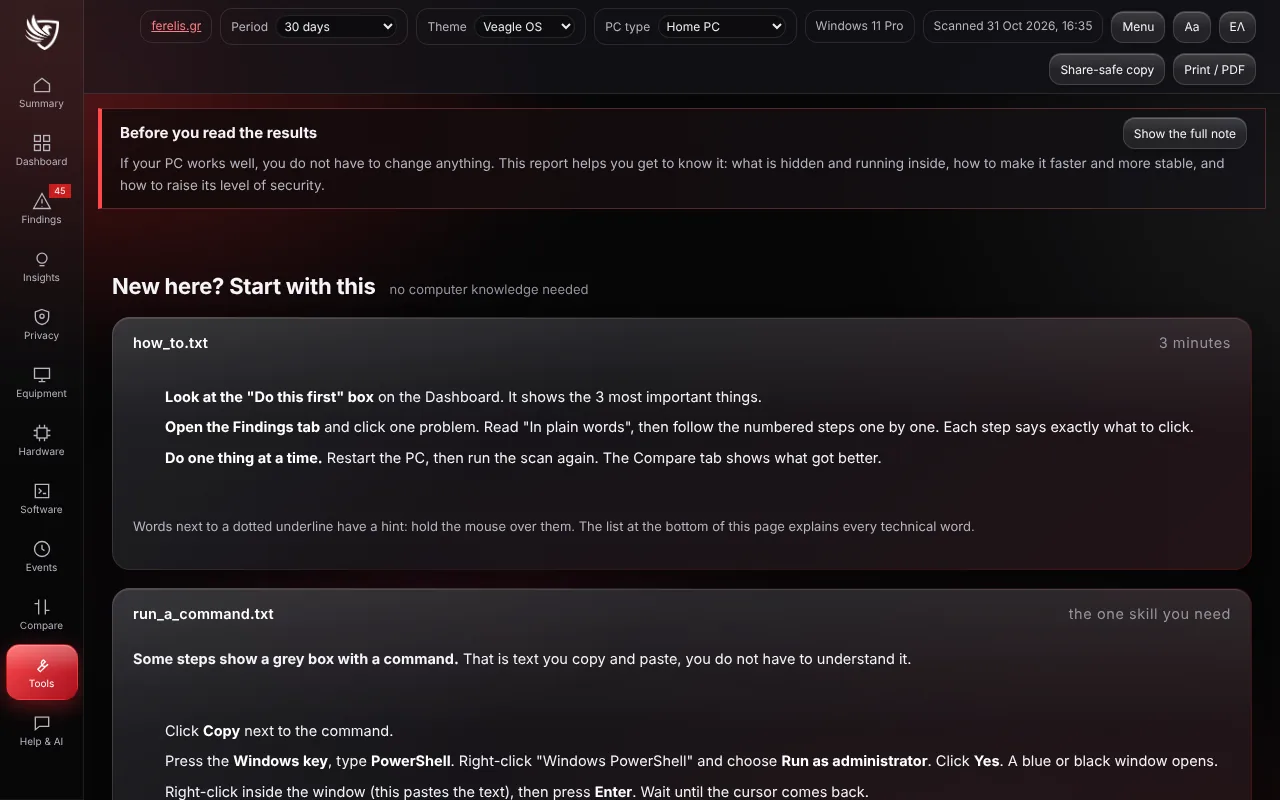 ferelis.gr
Period 30 days
Theme Veagle OS
PC type Home PC
Windows 11 Pro
Scanned 31 Oct 2026, 16:35
Menu
Aa
ΕΛ
Share-safe copy
Print / PDF
Summary
Dashboard
45
Findings
Insights
Privacy
Equipment
Hardware
Software
Events
Compare
Tools
Help & AI
Before you read the results
Show the full note
If your PC works well, you do not have to change anything. This report helps you get to know it: what is hidden and running inside, how to make it faster and more stable, and
how to raise its level of security.
New here? Start with this no computer knowledge needed
how_to.txt
3 minutes
Look at the "Do this first" box on the Dashboard. It shows the 3 most important things.
Open the Findings tab and click one problem. Read "In plain words", then follow the numbered steps one by one. Each step says exactly what to click.
Do one thing at a time. Restart the PC, then run the scan again. The Compare tab shows what got better.
Words next to a dotted underline have a hint: hold the mouse over them. The list at the bottom of this page explains every technical word.
run_a_command.txt
the one skill you need
Some steps show a grey box with a command. That is text you copy and paste, you do not have to understand it.
Click Copy next to the command.
Press the Windows key, type PowerShell. Right-click "Windows PowerShell" and choose Run as administrator. Click Yes. A blue or black window opens.
Right-click inside the window (this pastes the text), then press Enter. Wait until the cursor comes back.